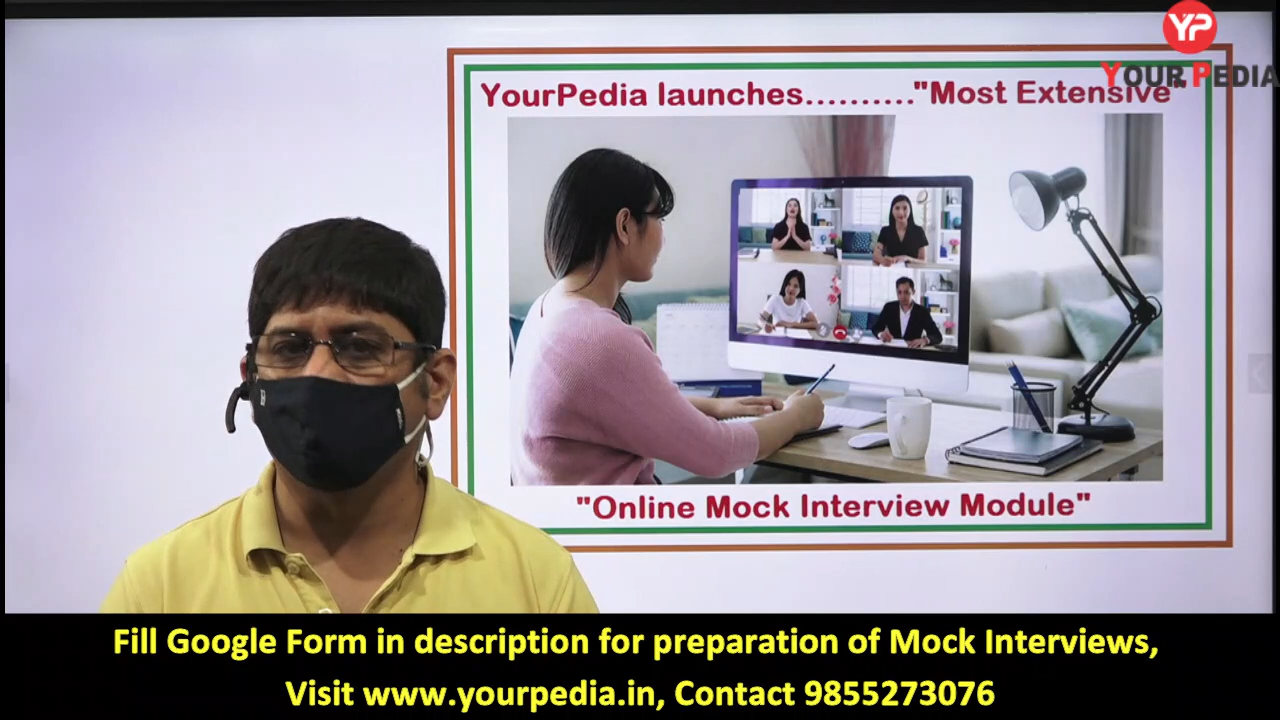 YP
YOUR PEDIA
YourPedia launches.........."Most Extensive"
"Online Mock Interview Module"
Fill Google Form in description for preparation of Mock Interviews,
Visit www.yourpedia.in, Contact 9855273076